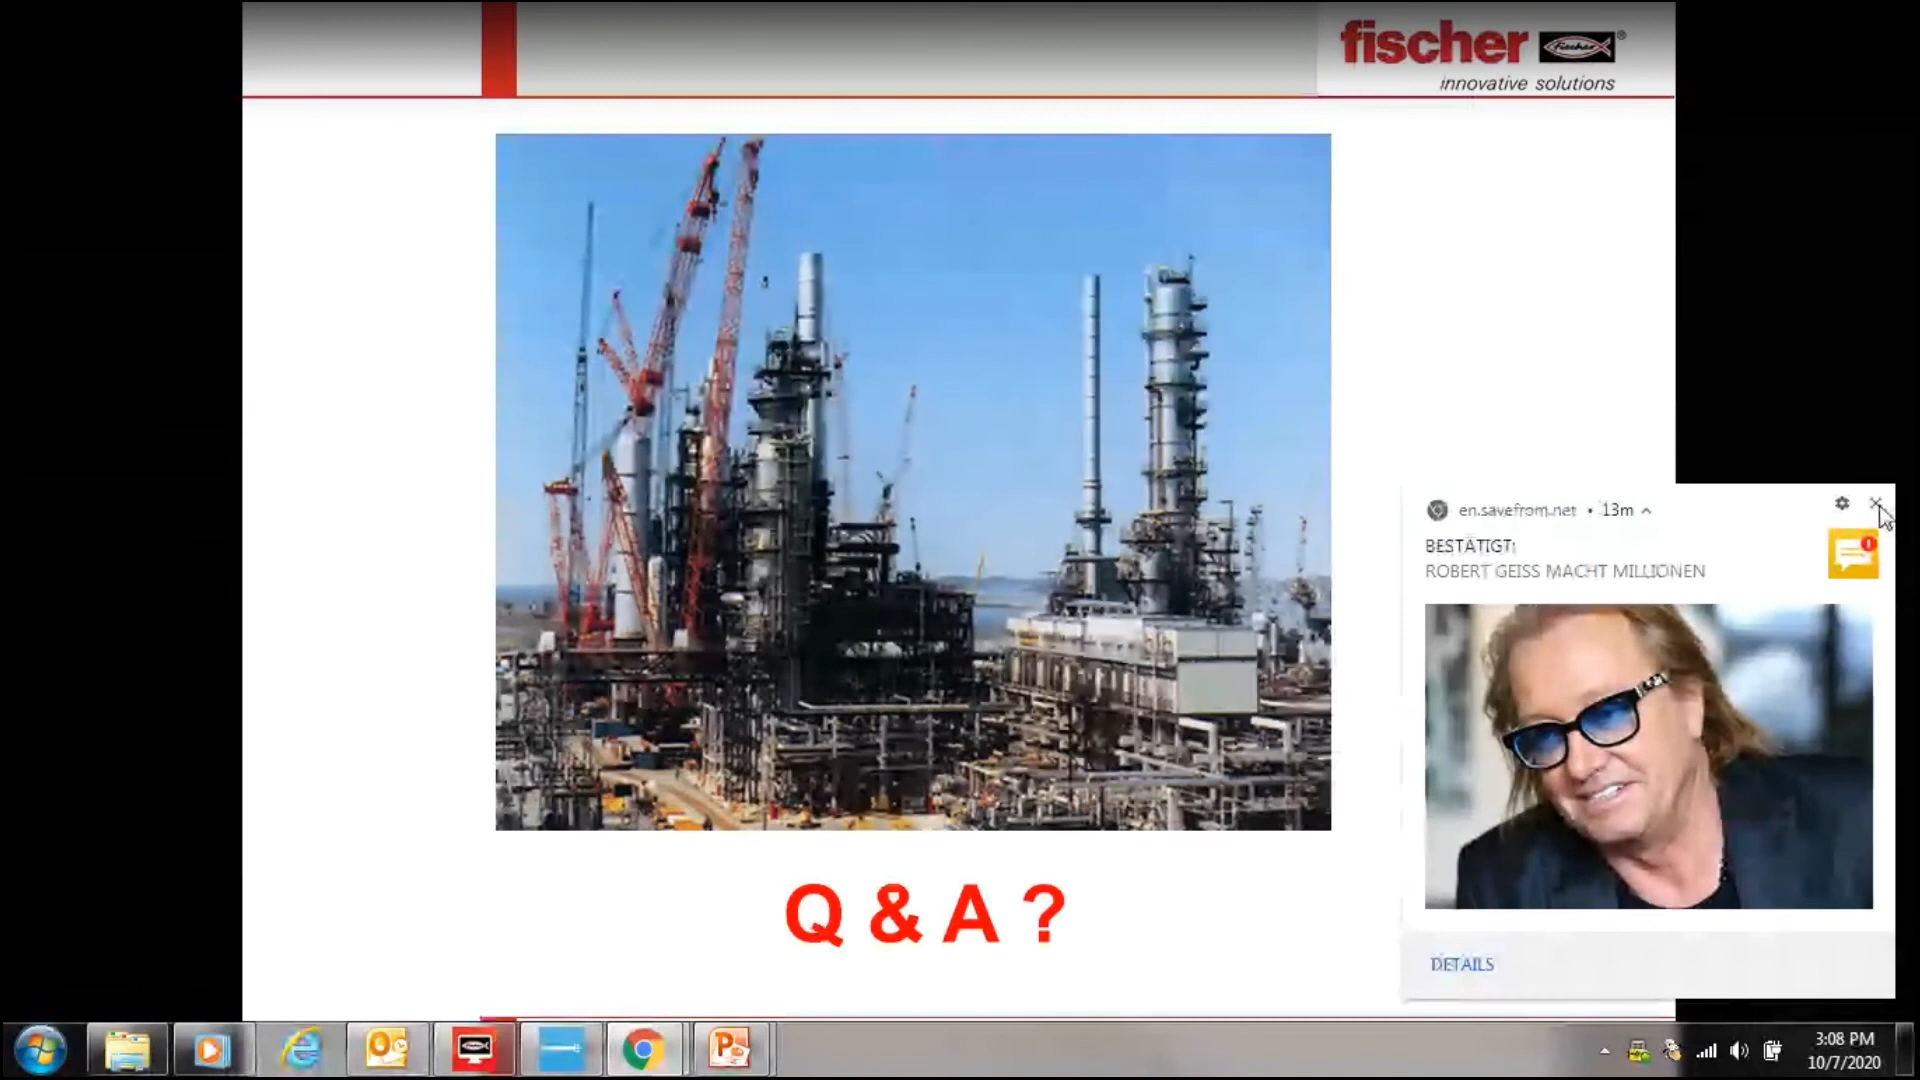 fischer fischer ®
innovative solutions
en.savefrom.net • 13m
BESTÄTIGT:
ROBERT GEISS MACHT MILLIONEN
Q & A ?
DETAILS
3:08 PM
10/7/2020